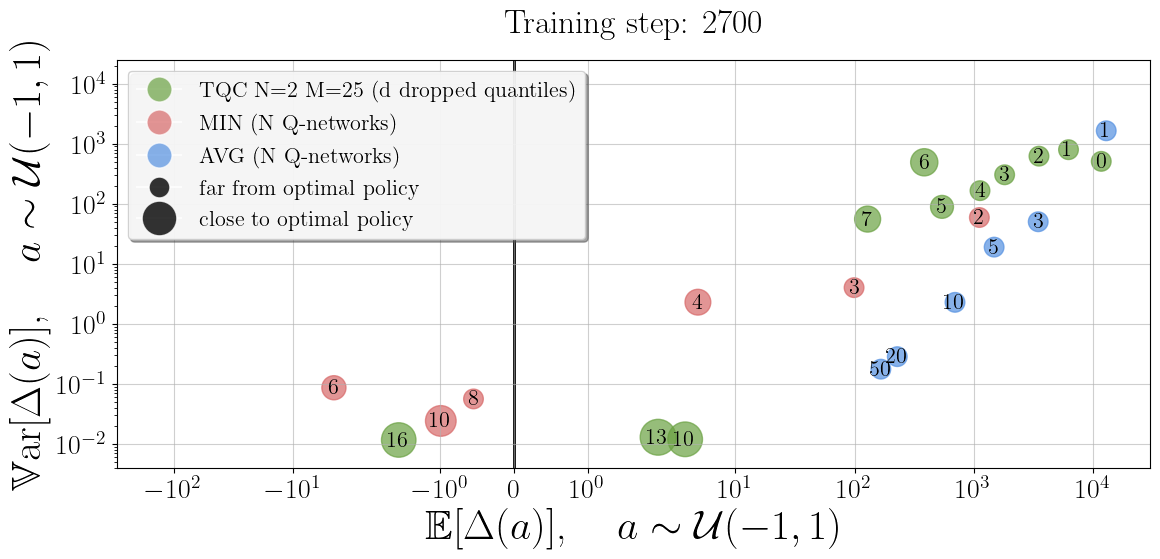 Training step: 2700
𝕍ar[Δ(a)],    a ∼ 𝒰(−1, 1)
10⁴
10³
10²
10¹
10⁰
10⁻¹
10⁻²
TQC N=2 M=25 (d dropped quantiles)
MIN (N Q-networks)
AVG (N Q-networks)
far from optimal policy
close to optimal policy
1
6 2 1 0
3
4
7 5 2 3
5
3
4 10
20
50
6 8
10
16 13 10
−10² −10¹ −10⁰ 0 10⁰ 10¹ 10² 10³ 10⁴
𝔼[Δ(a)],    a ∼ 𝒰(−1, 1)